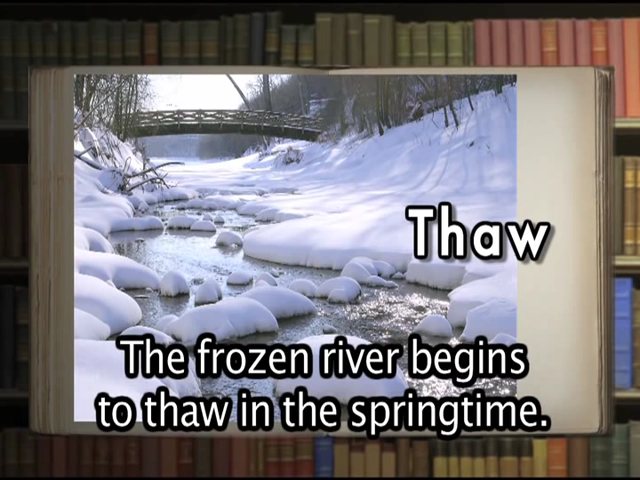 Thaw
The frozen river begins
to thaw in the springtime.